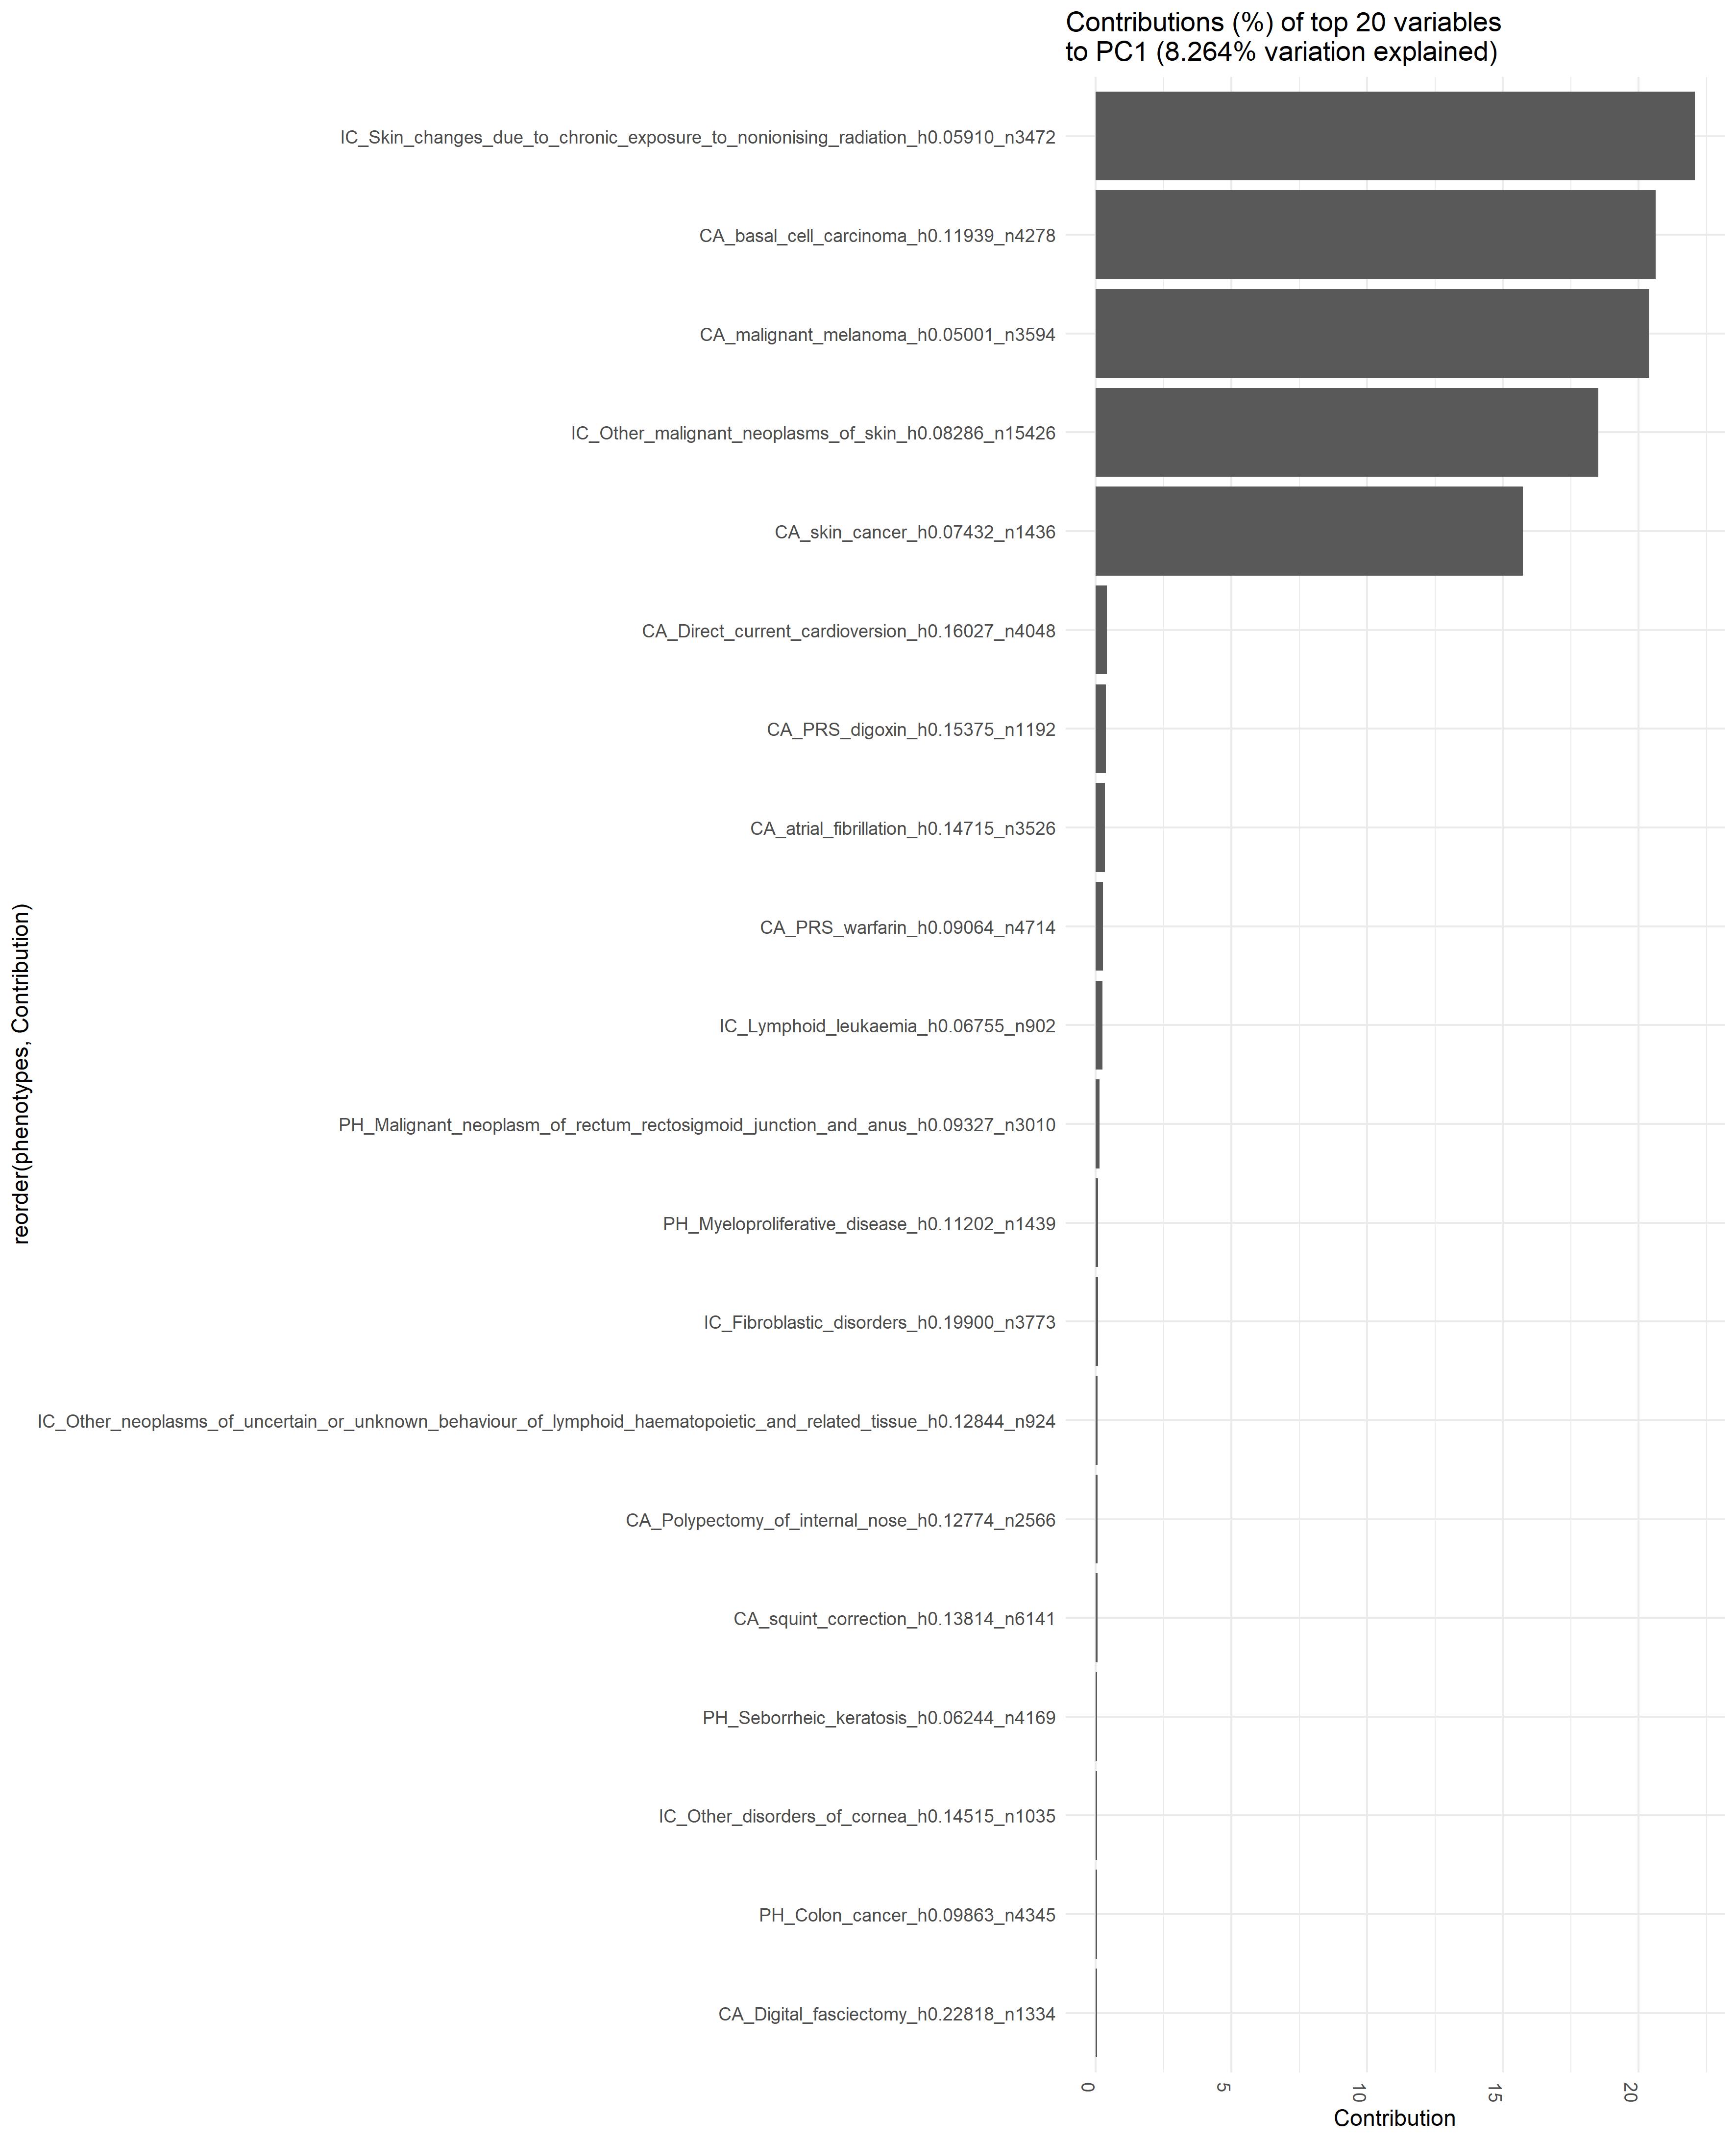 Contributions (%) of top 20 variables
to PC1 (8.264% variation explained)
IC_Skin_changes_due_to_chronic_exposure_to_nonionising_radiation_h0.05910_n3472
CA_basal_cell_carcinoma_h0.11939_n4278
CA_malignant_melanoma_h0.05001_n3594
IC_Other_malignant_neoplasms_of_skin_h0.08286_n15426
CA_skin_cancer_h0.07432_n1436
CA_Direct_current_cardioversion_h0.16027_n4048
CA_PRS_digoxin_h0.15375_n1192
CA_atrial_fibrillation_h0.14715_n3526
CA_PRS_warfarin_h0.09064_n4714
IC_Lymphoid_leukaemia_h0.06755_n902
PH_Malignant_neoplasm_of_rectum_rectosigmoid_junction_and_anus_h0.09327_n3010
PH_Myeloproliferative_disease_h0.11202_n1439
IC_Fibroblastic_disorders_h0.19900_n3773
IC_Other_neoplasms_of_uncertain_or_unknown_behaviour_of_lymphoid_haematopoietic_and_related_tissue_h0.12844_n924
CA_Polypectomy_of_internal_nose_h0.12774_n2566
CA_squint_correction_h0.13814_n6141
PH_Seborrheic_keratosis_h0.06244_n4169
IC_Other_disorders_of_cornea_h0.14515_n1035
PH_Colon_cancer_h0.09863_n4345
CA_Digital_fasciectomy_h0.22818_n1334
reorder(phenotypes, Contribution)
0 5 10 15 20
Contribution